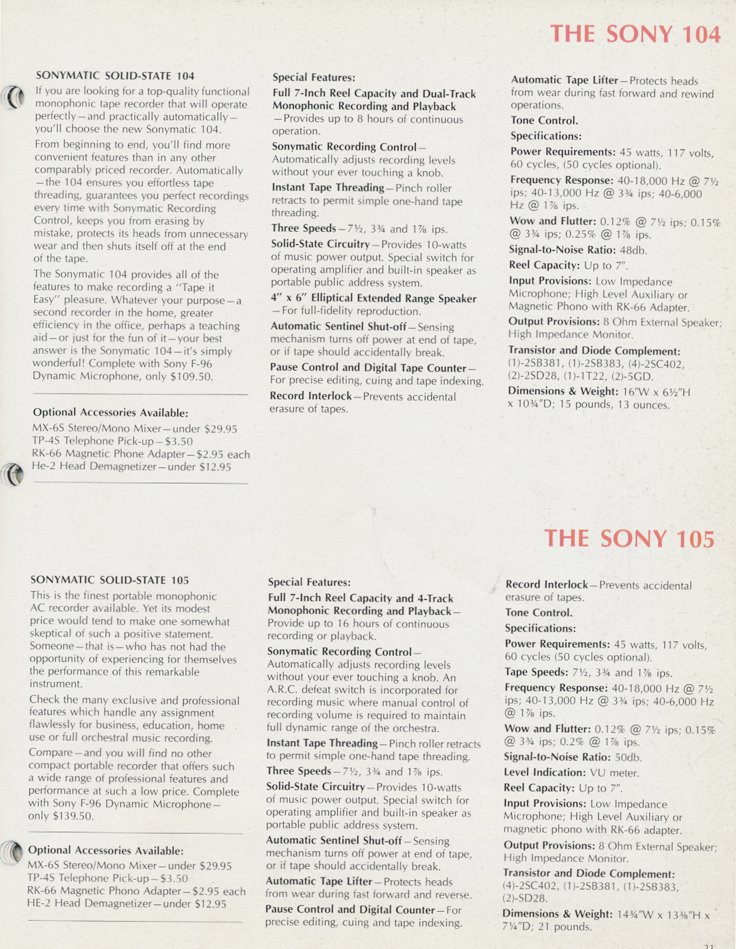 THE SONY 104
SONYMATIC SOLID-STATE 104
If you are looking for a top-quality functional
monophonic tape recorder that will operate
perfectly—and practically automatically—
you'll choose the new Sonymatic 104.
From beginning to end, you'll find more
convenient features than in any other
comparably priced recorder. Automatically
—the 104 ensures you effortless tape
threading, guarantees you perfect recordings
every time with Sonymatic Recording
Control, keeps you from erasing by
mistake, protects its heads from unnecessary
wear and then shuts itself off at the end
of the tape.
The Sonymatic 104 provides all of the
features to make recording a "Tape it
Easy" pleasure. Whatever your purpose—a
second recorder in the home, greater
efficiency in the office, perhaps a teaching
aid—or just for the fun of it—your best
answer is the Sonymatic 104—it's simply
wonderful! Complete with Sony F-96
Dynamic Microphone, only $109.50.
Optional Accessories Available:
MX-6S Stereo/Mono Mixer—under $29.95
TP-4S Telephone Pick-up—$3.50
RK-66 Magnetic Phone Adapter—$2.95 each
He-2 Head Demagnetizer—under $12.95
Special Features:
Full 7-Inch Reel Capacity and Dual-Track
Monophonic Recording and Playback
—Provides up to 8 hours of continuous
operation.
Sonymatic Recording Control—
Automatically adjusts recording levels
without your ever touching a knob.
Instant Tape Threading—Pinch roller
retracts to permit simple one-hand tape
threading.
Three Speeds—7½, 3¾ and 1⅞ ips.
Solid-State Circuitry—Provides 10-watts
of music power output. Special switch for
operating amplifier and built-in speaker as
portable public address system.
4" x 6" Elliptical Extended Range Speaker
—For full-fidelity reproduction.
Automatic Sentinel Shut-off—Sensing
mechanism turns off power at end of tape,
or if tape should accidentally break.
Pause Control and Digital Tape Counter—
For precise editing, cuing and tape indexing.
Record Interlock—Prevents accidental
erasure of tapes.
Automatic Tape Lifter—Protects heads
from wear during fast forward and rewind
operations.
Tone Control.
Specifications:
Power Requirements: 45 watts, 117 volts,
60 cycles, (50 cycles optional).
Frequency Response: 40-18,000 Hz @ 7½
ips; 40-13,000 Hz @ 3¾ ips; 40-6,000
Hz @ 1⅞ ips.
Wow and Flutter: 0.12% @ 7½ ips; 0.15%
@ 3¾ ips; 0.25% @ 1⅞ ips.
Signal-to-Noise Ratio: 48db.
Reel Capacity: Up to 7".
Input Provisions: Low Impedance
Microphone; High Level Auxiliary or
Magnetic Phono with RK-66 Adapter.
Output Provisions: 8 Ohm External Speaker;
High Impedance Monitor.
Transistor and Diode Complement:
(1)-2SB381, (1)-2SB383, (4)-2SC402,
(2)-2SD28, (1)-1T22, (2)-5GD.
Dimensions & Weight: 16"W x 6½"H
x 10¾"D; 15 pounds, 13 ounces.
THE SONY 105
SONYMATIC SOLID-STATE 105
This is the finest portable monophonic
AC recorder available. Yet its modest
price would tend to make one somewhat
skeptical of such a positive statement.
Someone—that is—who has not had the
opportunity of experiencing for themselves
the performance of this remarkable
instrument.
Check the many exclusive and professional
features which handle any assignment
flawlessly for business, education, home
use or full orchestral music recording.
Compare—and you will find no other
compact portable recorder that offers such
a wide range of professional features and
performance at such a low price. Complete
with Sony F-96 Dynamic Microphone—
only $139.50.
Optional Accessories Available:
MX-6S Stereo/Mono Mixer—under $29.95
TP-4S Telephone Pick-up—$3.50
RK-66 Magnetic Phono Adapter—$2.95 each
HE-2 Head Demagnetizer—under $12.95
Special Features:
Full 7-Inch Reel Capacity and 4-Track
Monophonic Recording and Playback—
Provide up to 16 hours of continuous
recording or playback.
Sonymatic Recording Control—
Automatically adjusts recording levels
without your ever touching a knob. An
A.R.C. defeat switch is incorporated for
recording music where manual control of
recording volume is required to maintain
full dynamic range of the orchestra.
Instant Tape Threading—Pinch roller retracts
to permit simple one-hand tape threading.
Three Speeds—7½, 3¾ and 1⅞ ips.
Solid-State Circuitry—Provides 10-watts
of music power output. Special switch for
operating amplifier and built-in speaker as
portable public address system.
Automatic Sentinel Shut-off—Sensing
mechanism turns off power at end of tape,
or if tape should accidentally break.
Automatic Tape Lifter—Protects heads
from wear during fast forward and reverse.
Pause Control and Digital Counter—For
precise editing, cuing and tape indexing.
Record Interlock—Prevents accidental
erasure of tapes.
Tone Control.
Specifications:
Power Requirements: 45 watts, 117 volts,
60 cycles (50 cycles optional).
Tape Speeds: 7½, 3¾ and 1⅞ ips.
Frequency Response: 40-18,000 Hz @ 7½
ips; 40-13,000 Hz @ 3¾ ips; 40-6,000 Hz
@ 1⅞ ips.
Wow and Flutter: 0.12% @ 7½ ips; 0.15%
@ 3¾ ips; 0.2% @ 1⅞ ips.
Signal-to-Noise Ratio: 50db.
Level Indication: VU meter.
Reel Capacity: Up to 7".
Input Provisions: Low Impedance
Microphone; High Level Auxiliary or
magnetic phono with RK-66 adapter.
Output Provisions: 8 Ohm External Speaker;
High Impedance Monitor.
Transistor and Diode Complement:
(4)-2SC402, (1)-2SB381, (1)-2SB383,
(2)-SD28.
Dimensions & Weight: 14¾"W x 13⅜"H x
7¼"D; 21 pounds.